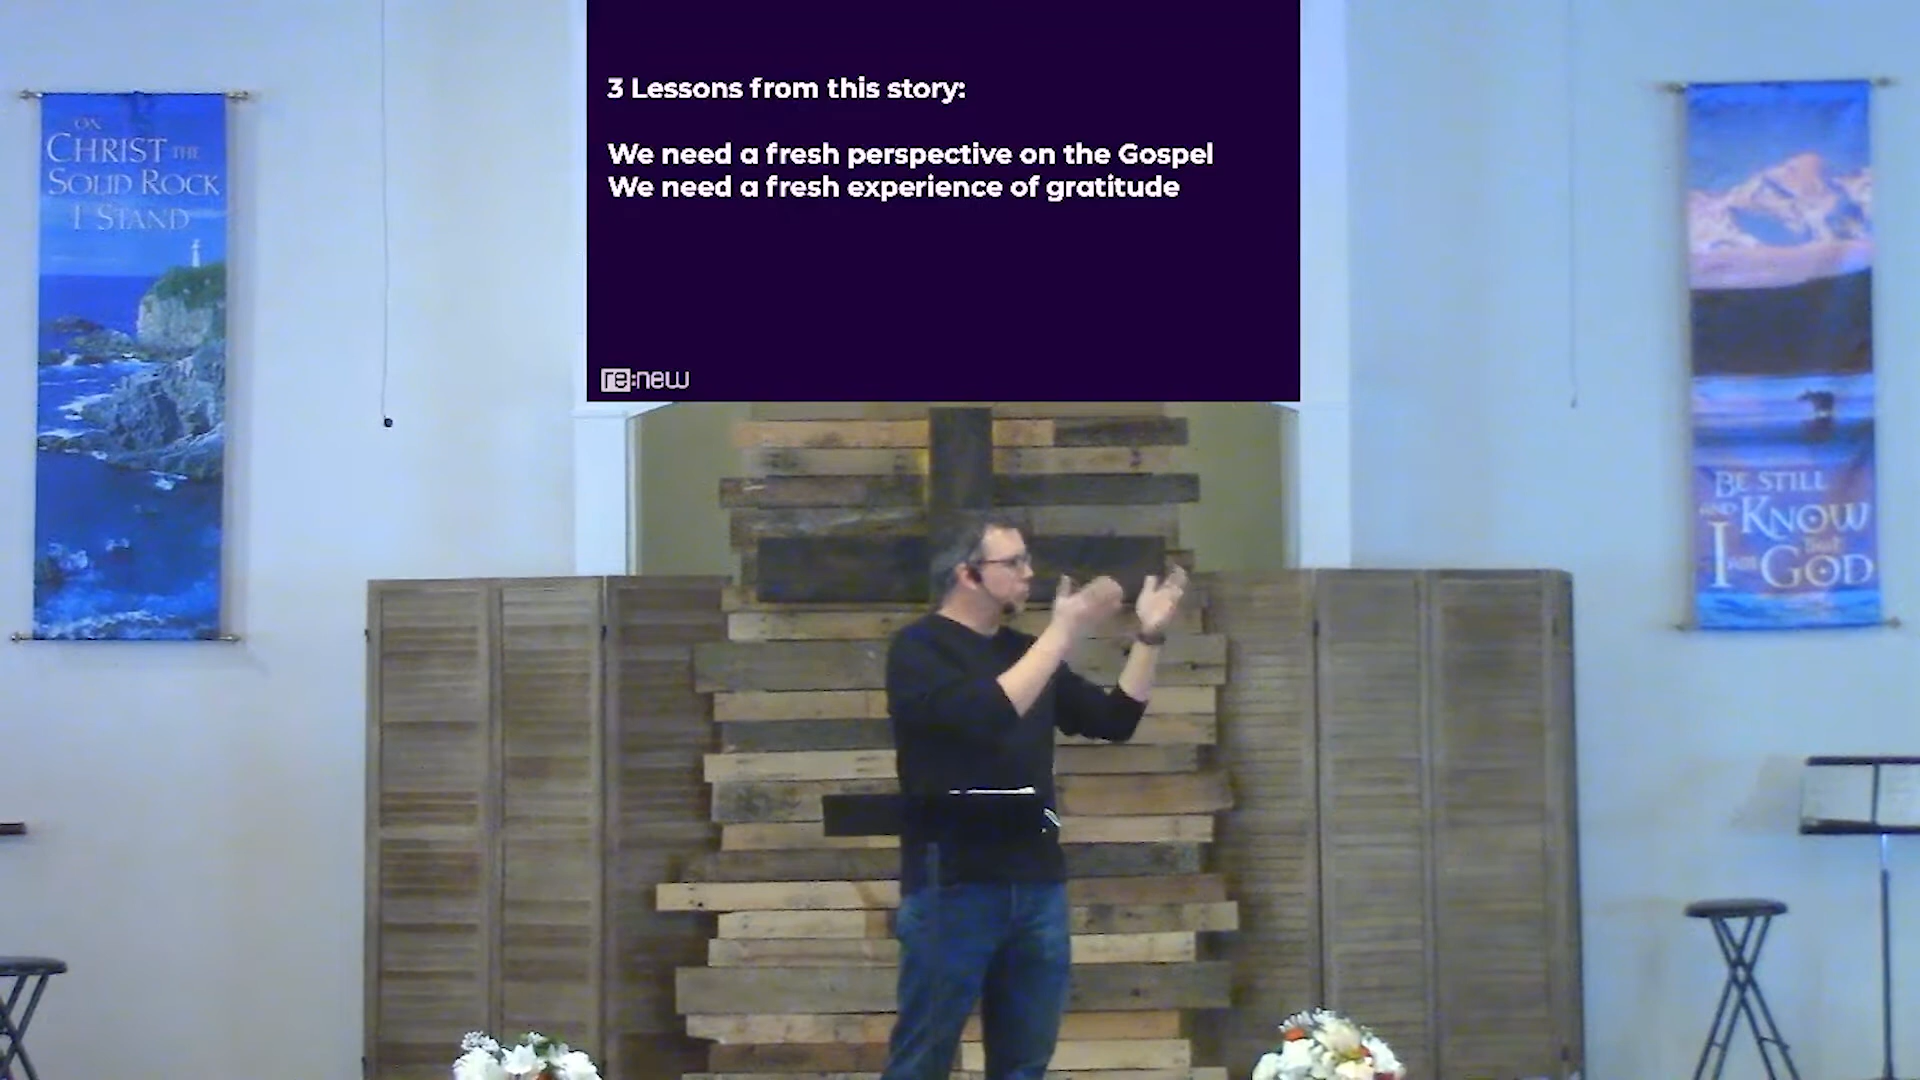 3 Lessons from this story:
We need a fresh perspective on the Gospel
We need a fresh experience of gratitude
re:new
ON
CHRIST THE
SOLID ROCK
I STAND
BE STILL
AND KNOW
that
I AM GOD